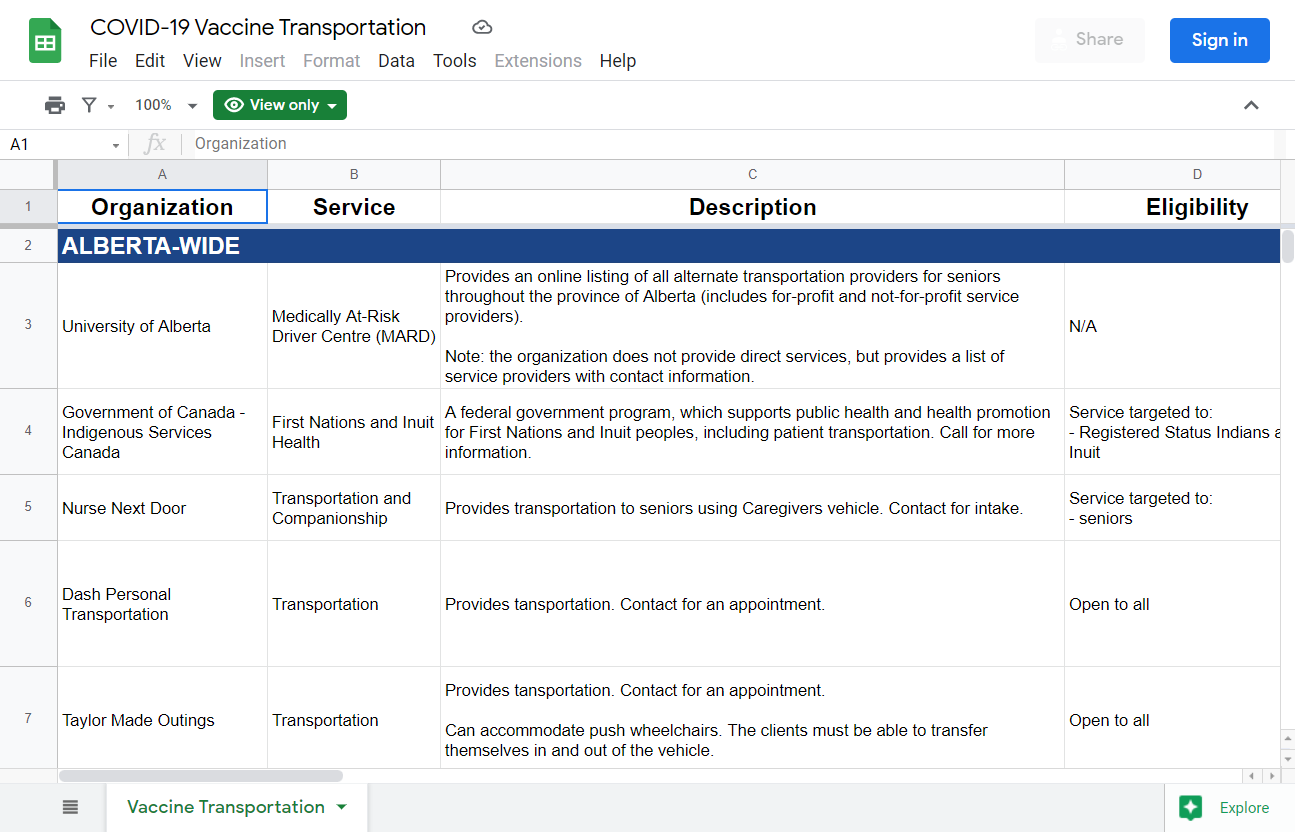 COVID-19 Vaccine Transportation
File Edit View Insert Format Data Tools Extensions Help
Share
Sign in
100%
View only
A1
fx
Organization
A B C D
1 Organization Service Description Eligibility
2 ALBERTA-WIDE
3
University of Alberta
Medically At-Risk
Driver Centre (MARD)
Provides an online listing of all alternate transportation providers for seniors
throughout the province of Alberta (includes for-profit and not-for-profit service
providers).
Note: the organization does not provide direct services, but provides a list of
service providers with contact information.
N/A
4
Government of Canada -
Indigenous Services
Canada
First Nations and Inuit
Health
A federal government program, which supports public health and health promotion
for First Nations and Inuit peoples, including patient transportation. Call for more
information.
Service targeted to:
- Registered Status Indians a
Inuit
5
Nurse Next Door
Transportation and
Companionship
Provides transportation to seniors using Caregivers vehicle. Contact for intake.
Service targeted to:
- seniors
6
Dash Personal
Transportation
Transportation
Provides tansportation. Contact for an appointment.
Open to all
7
Taylor Made Outings
Transportation
Provides tansportation. Contact for an appointment.
Can accommodate push wheelchairs. The clients must be able to transfer
themselves in and out of the vehicle.
Open to all
Vaccine Transportation
Explore